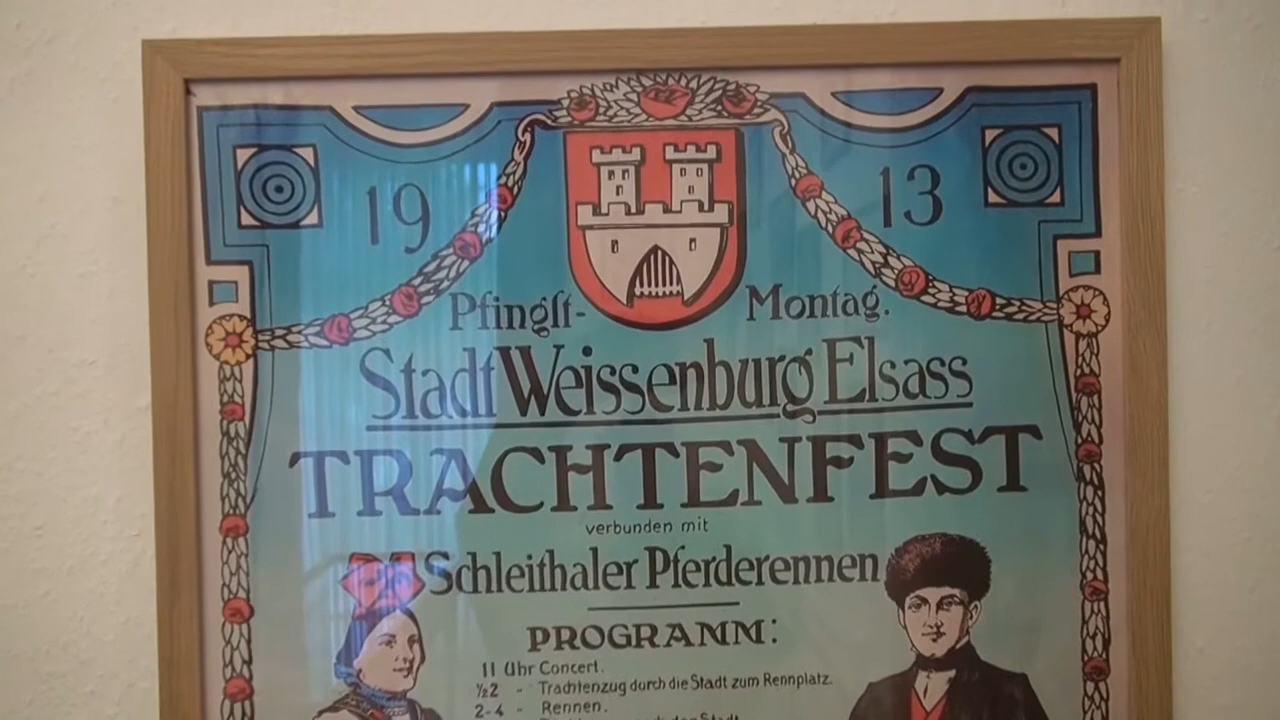 19 13
Pfingst- Montag.
Stadt Weissenburg Elsass
TRACHTENFEST
verbunden mit
Schleithaler Pferderennen
PROGRAMM:
11 Uhr Concert.
½2 " Trachtenzug durch die Stadt zum Rennplatz.
2-4 " Rennen.